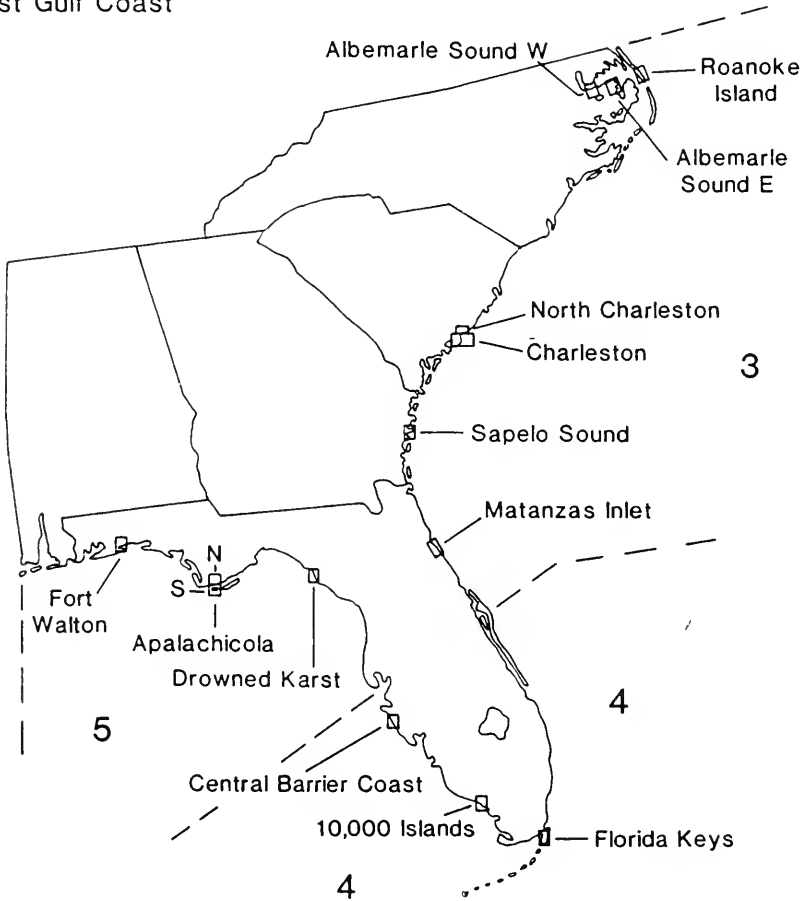 st Gulf Coast
Albemarle Sound W
Roanoke
Island
Albemarle
Sound E
North Charleston
Charleston
3
Sapelo Sound
Matanzas Inlet
N
S
Fort
Walton
Apalachicola
Drowned Karst
5
4
Central Barrier Coast
10,000 Islands
Florida Keys
4